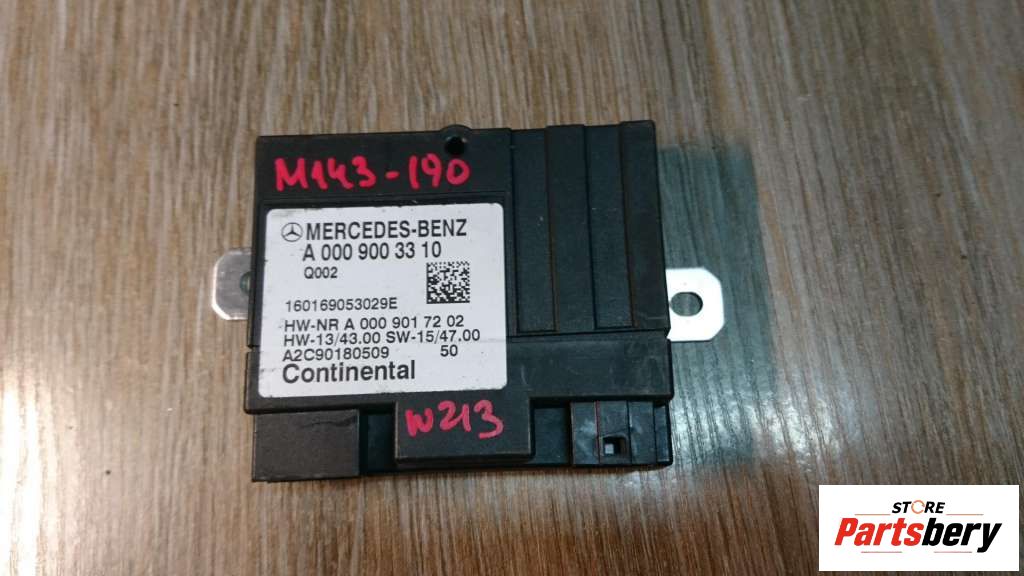 M143-190
MERCEDES-BENZ
A 000 900 33 10
Q002
160169053029E
HW-NR A 000 901 72 02
HW-13/43.00 SW-15/47.00
A2C90180509 50
Continental
W213
STORE
Partsbery